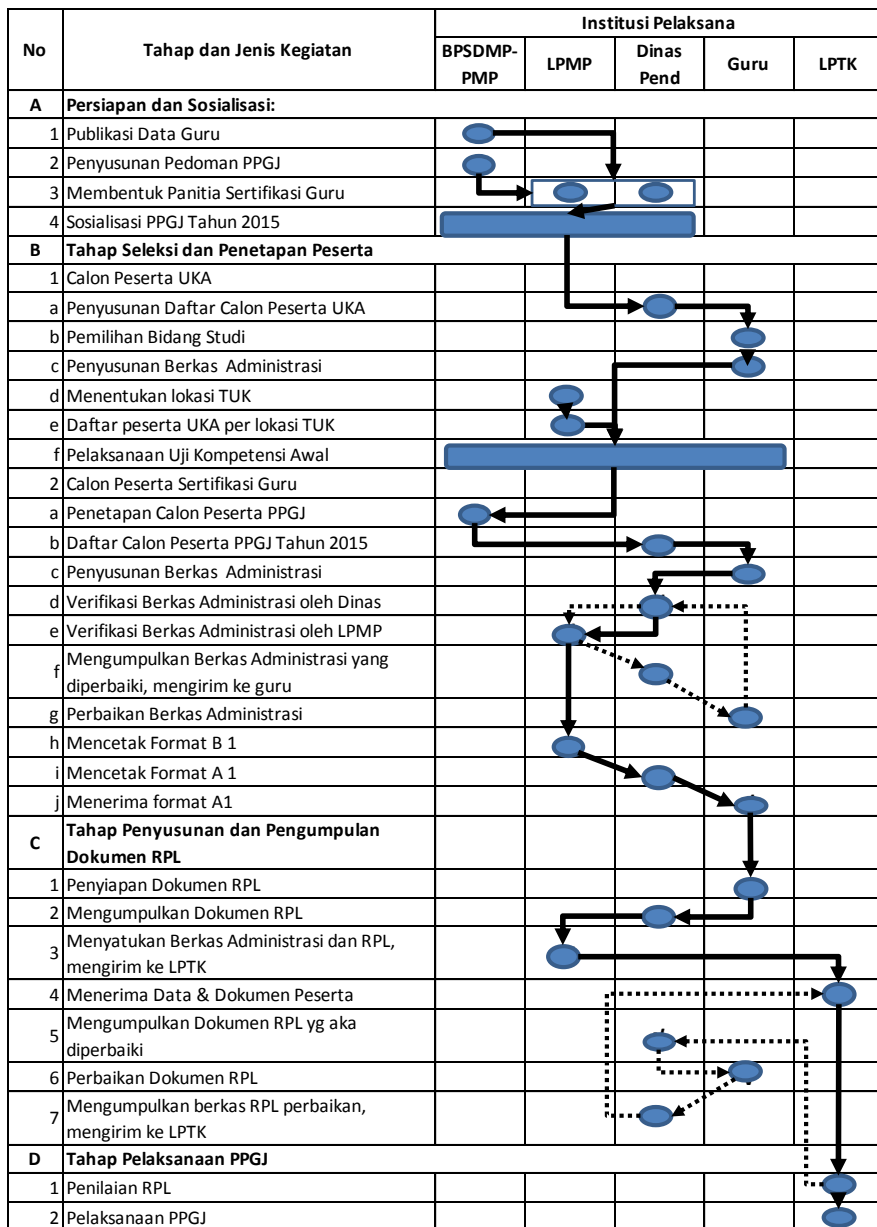 Institusi Pelaksana
No Tahap dan Jenis Kegiatan BPSDMP-PMP LPMP Dinas Pend Guru LPTK
A Persiapan dan Sosialisasi:
1 Publikasi Data Guru
2 Penyusunan Pedoman PPGJ
3 Membentuk Panitia Sertifikasi Guru
4 Sosialisasi PPGJ Tahun 2015
B Tahap Seleksi dan Penetapan Peserta
1 Calon Peserta UKA
a Penyusunan Daftar Calon Peserta UKA
b Pemilihan Bidang Studi
c Penyusunan Berkas Administrasi
d Menentukan lokasi TUK
e Daftar peserta UKA per lokasi TUK
f Pelaksanaan Uji Kompetensi Awal
2 Calon Peserta Sertifikasi Guru
a Penetapan Calon Peserta PPGJ
b Daftar Calon Peserta PPGJ Tahun 2015
c Penyusunan Berkas Administrasi
d Verifikasi Berkas Administrasi oleh Dinas
e Verifikasi Berkas Administrasi oleh LPMP
f Mengumpulkan Berkas Administrasi yang
diperbaiki, mengirim ke guru
g Perbaikan Berkas Administrasi
h Mencetak Format B 1
i Mencetak Format A 1
j Menerima format A1
C Tahap Penyusunan dan Pengumpulan
Dokumen RPL
1 Penyiapan Dokumen RPL
2 Mengumpulkan Dokumen RPL
3 Menyatukan Berkas Administrasi dan RPL,
mengirim ke LPTK
4 Menerima Data & Dokumen Peserta
5 Mengumpulkan Dokumen RPL yg aka
diperbaiki
6 Perbaikan Dokumen RPL
7 Mengumpulkan berkas RPL perbaikan,
mengirim ke LPTK
D Tahap Pelaksanaan PPGJ
1 Penilaian RPL
2 Pelaksanaan PPGJ